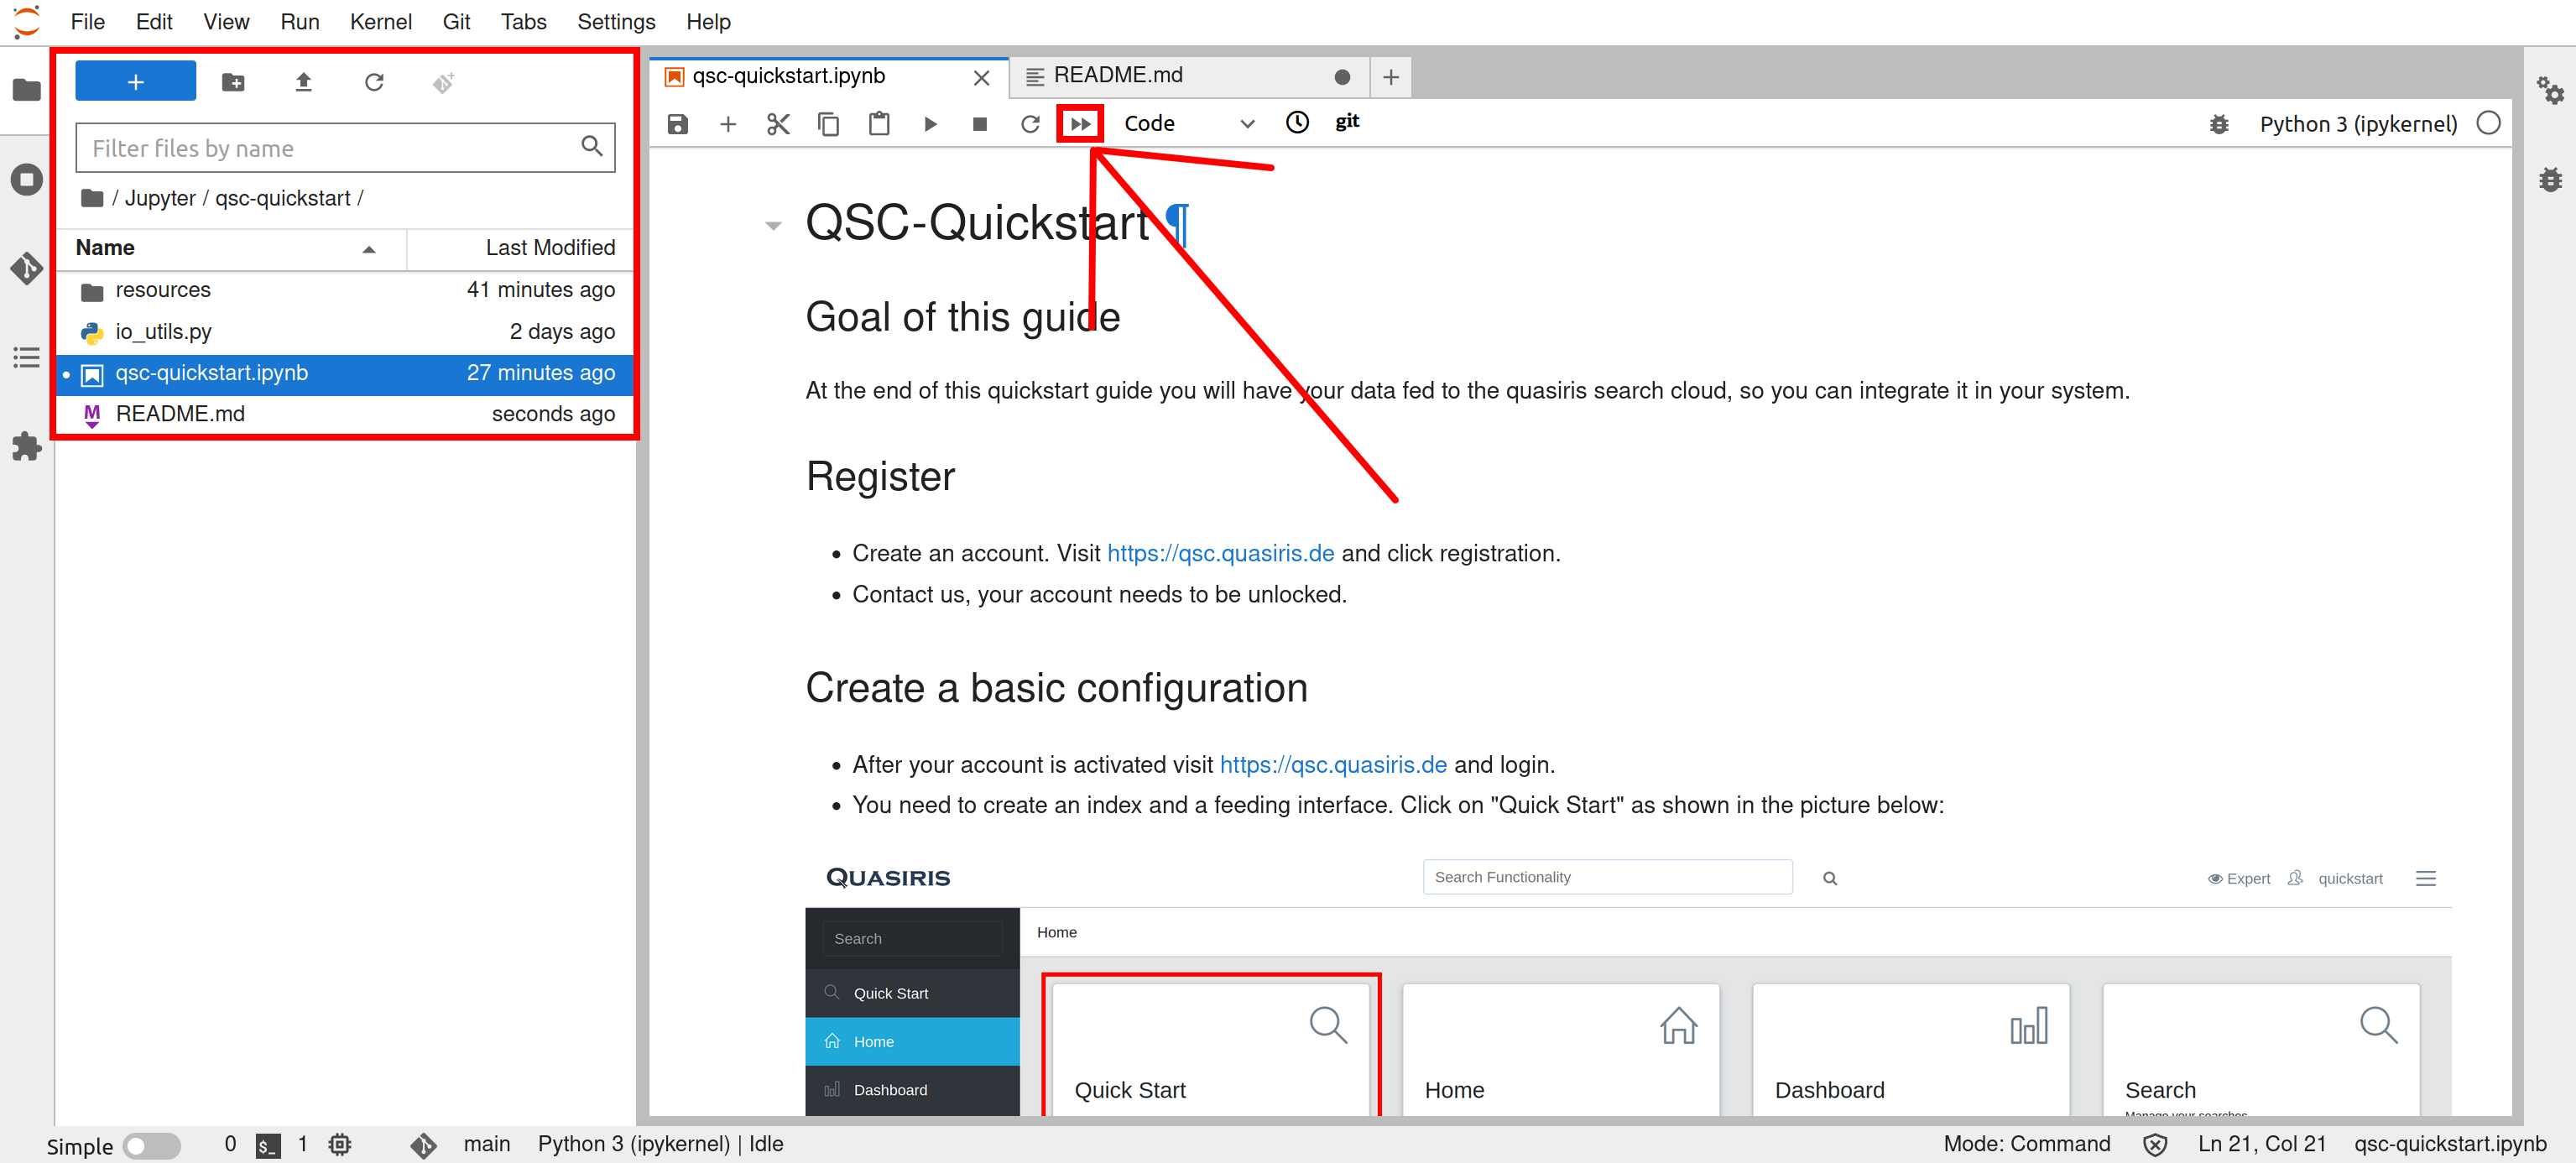 File Edit View Run Kernel Git Tabs Settings Help
Filter files by name
/ Jupyter / qsc-quickstart /
Name Last Modified
resources 41 minutes ago
io_utils.py 2 days ago
qsc-quickstart.ipynb 27 minutes ago
README.md seconds ago
qsc-quickstart.ipynb README.md
Code git Python 3 (ipykernel)
QSC-Quickstart¶
Goal of this guide
At the end of this quickstart guide you will have your data fed to the quasiris search cloud, so you can integrate it in your system.
Register
• Create an account. Visit https://qsc.quasiris.de and click registration.
• Contact us, your account needs to be unlocked.
Create a basic configuration
• After your account is activated visit https://qsc.quasiris.de and login.
• You need to create an index and a feeding interface. Click on "Quick Start" as shown in the picture below:
QUASIRIS Search Functionality Expert quickstart
Search
Home
Quick Start
Home
Dashboard
Quick Start Home Dashboard Search
Manage your searches
Simple 0 $_ 1 main Python 3 (ipykernel) | Idle Mode: Command Ln 21, Col 21 qsc-quickstart.ipynb